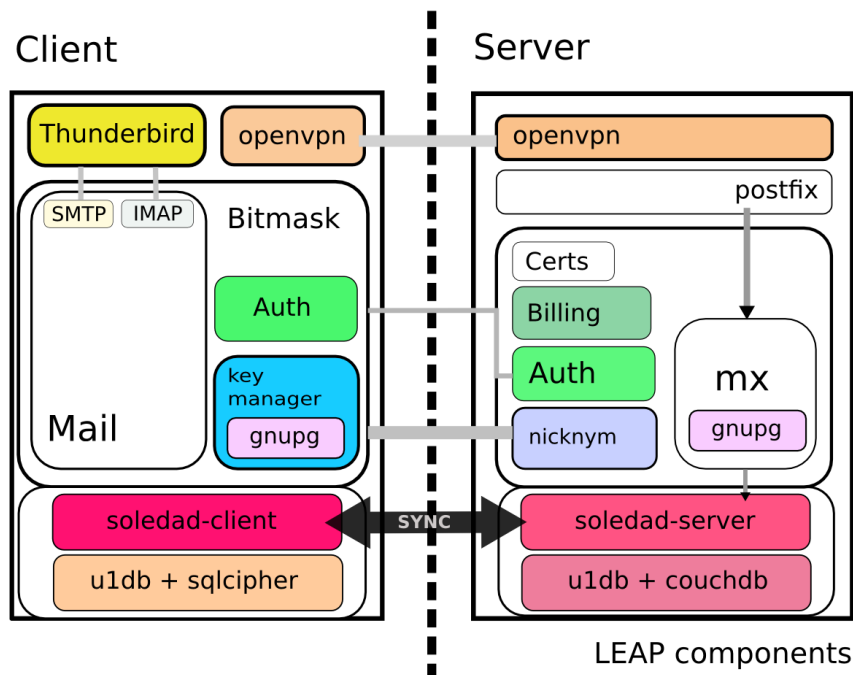 Client
Server
Thunderbird
openvpn
openvpn
postfix
SMTP
IMAP
Bitmask
Certs
Billing
Auth
Auth
mx
key
manager
gnupg
Mail
nicknym
gnupg
soledad-client
SYNC
soledad-server
u1db + sqlcipher
u1db + couchdb
LEAP components